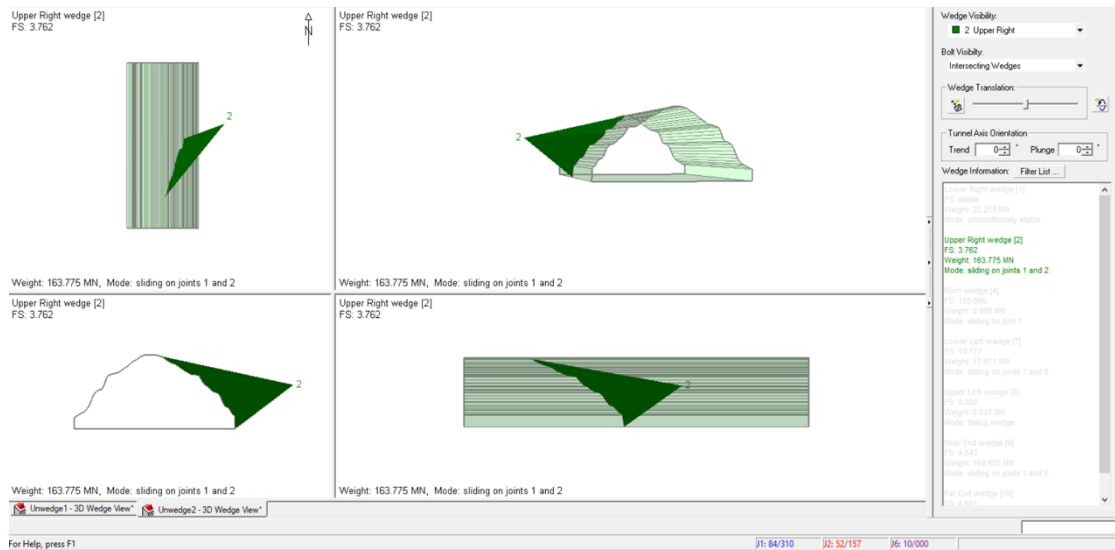 Upper Right wedge [2]
FS: 3.762
N
2
Weight: 163.775 MN, Mode: sliding on joints 1 and 2
Upper Right wedge [2]
FS: 3.762
2
Weight: 163.775 MN, Mode: sliding on joints 1 and 2
Upper Right wedge [2]
FS: 3.762
2
Weight: 163.775 MN, Mode: sliding on joints 1 and 2
Upper Right wedge [2]
FS: 3.762
2
Weight: 163.775 MN, Mode: sliding on joints 1 and 2
Wedge Visibility:
2 Upper Right
Bolt Visibility:
Intersecting Wedges
Wedge Translation:
Tunnel Axis Orientation
Trend 0 ° Plunge 0 °
Wedge Information: Filter List ...
Lower Right wedge [1]
FS: stable
Weight: 25.210 MN
Mode: unconditionally stable
Upper Right wedge [2]
FS: 3.762
Weight: 163.775 MN
Mode: sliding on joints 1 and 2
Roof wedge [4]
Weight: 0.000 MN
Mode: sliding on joint 1
Lower Left wedge [7]
FS: 19.777
Weight: 13.811 MN
Mode: sliding on joints 1 and 6
Upper Left wedge [8]
FS: 0.000
Weight: 0.837 MN
Mode: falling wedge
Near End wedge [9]
FS: 4.543
Mode: sliding on joints 1 and 6
Far End wedge [10]
Unwedge1 - 3D Wedge View*
Unwedge2 - 3D Wedge View*
For Help, press F1
J1: 84/310
J2: 52/157
J6: 10/000